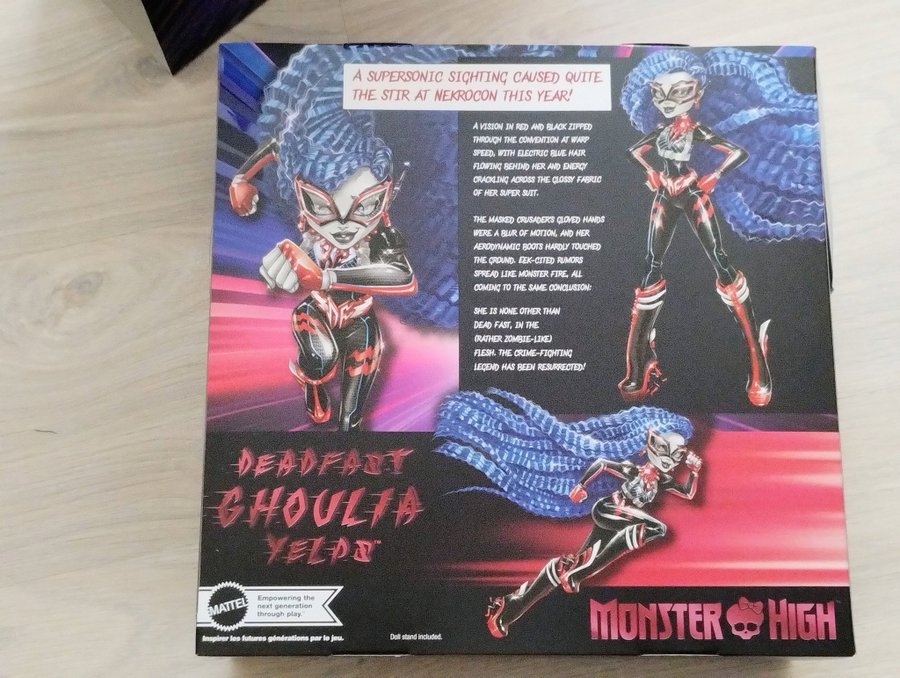 A SUPERSONIC SIGHTING CAUSED QUITE
THE STIR AT NEKROCON THIS YEAR!
A VISION IN RED AND BLACK ZIPPED
THROUGH THE CONVENTION AT WARP
SPEED, WITH ELECTRIC BLUE HAIR
FLOWING BEHIND HER AND ENERGY
CRACKLING ACROSS THE GLOSSY FABRIC
OF HER SUPER SUIT.
THE MASKED CRUSADER'S GLOVED HANDS
WERE A BLUR OF MOTION, AND HER
AERODYNAMIC BOOTS HARDLY TOUCHED
THE GROUND. EEK-CITED RUMORS
SPREAD LIKE MONSTER FIRE, ALL
COMING TO THE SAME CONCLUSION:
SHE IS NONE OTHER THAN
DEAD FAST, IN THE
(RATHER ZOMBIE-LIKE)
FLESH. THE CRIME-FIGHTING
LEGEND HAS BEEN RESURRECTED!
DEADFAST
GHOULIA
YELPS™
MATTEL
Empowering the
next generation
through play.
Inspirer les futures générations par le jeu.
Doll stand included.
MONSTER HIGH